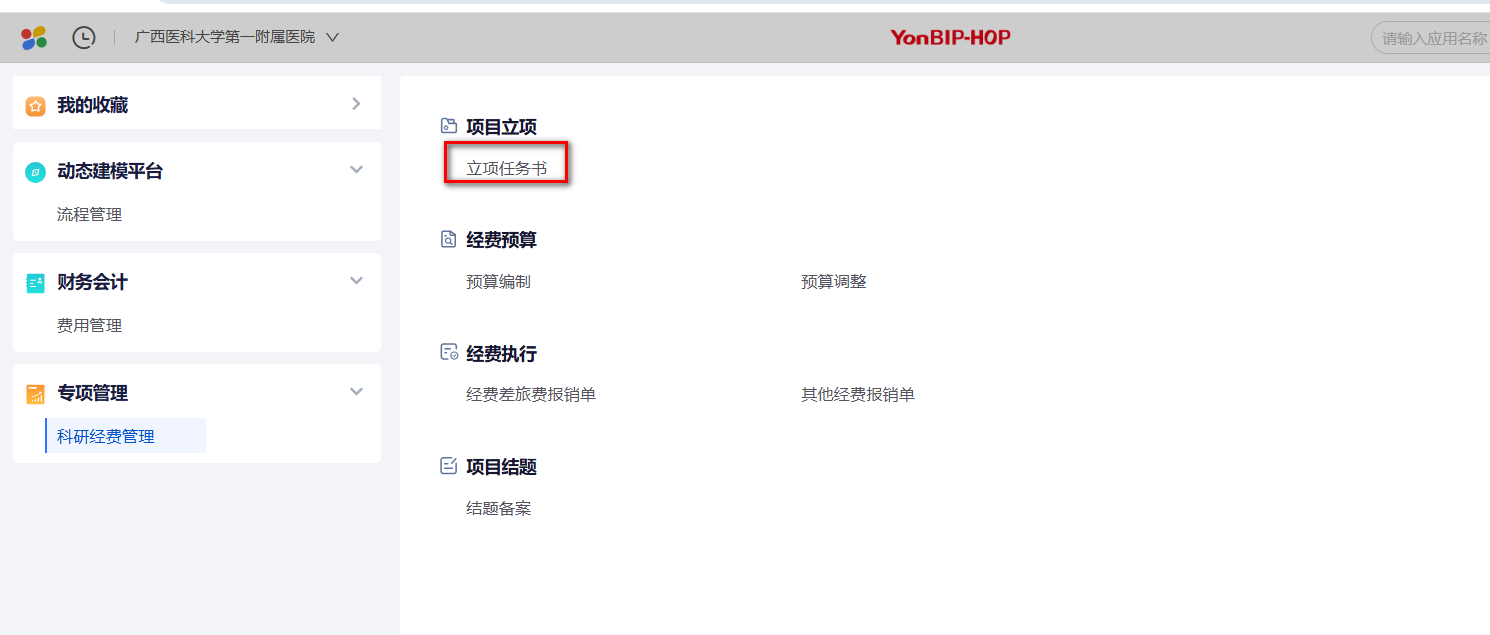 广西医科大学第一附属医院
YonBIP-HOP
请输入应用名称
我的收藏
动态建模平台
流程管理
财务会计
费用管理
专项管理
科研经费管理
项目立项
立项任务书
经费预算
预算编制
预算调整
经费执行
经费差旅费报销单
其他经费报销单
项目结题
结题备案